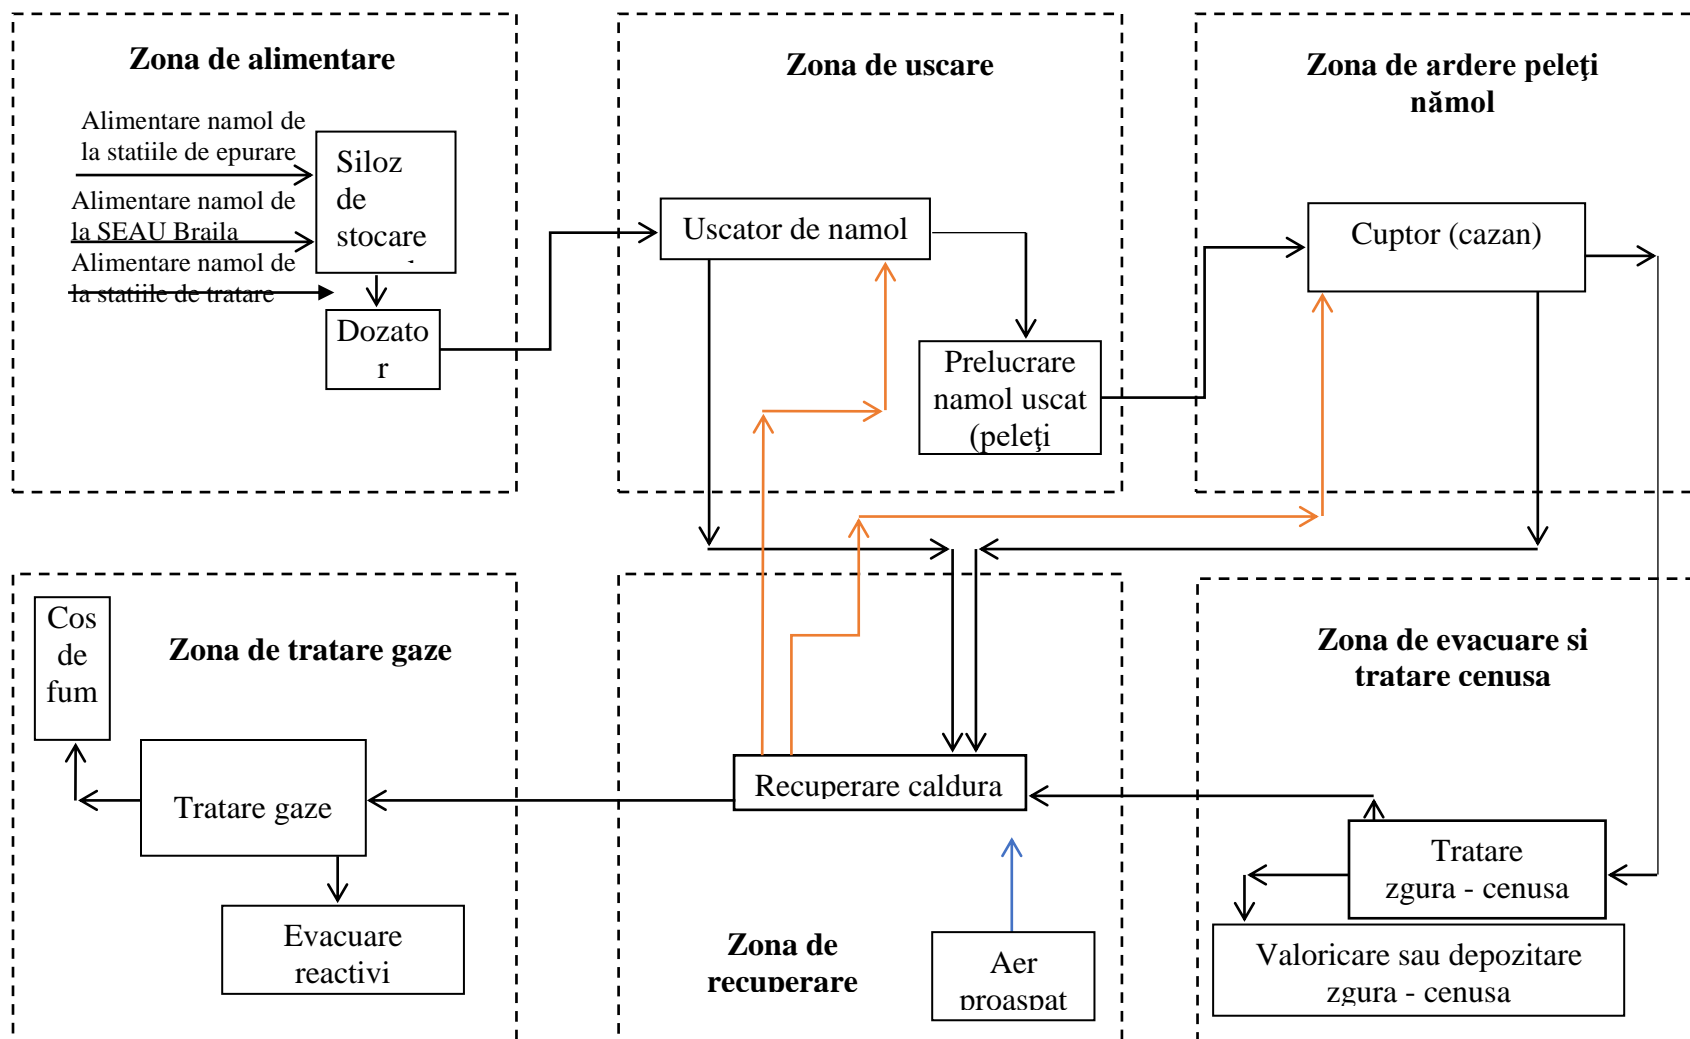 Zona de alimentare
Alimentare namol de
la statiile de epurare
Alimentare namol de
la SEAU Braila
Alimentare namol de
la statiile de tratare
Siloz
de
stocare
Dozato
r
Zona de uscare
Uscator de namol
Prelucrare
namol uscat
(peleţi
Zona de ardere peleţi
nămol
Cuptor (cazan)
Cos
de
fum
Zona de tratare gaze
Tratare gaze
Evacuare
reactivi
Recuperare caldura
Zona de
recuperare
Aer
proaspat
Zona de evacuare si
tratare cenusa
Tratare
zgura - cenusa
Valoricare sau depozitare
zgura - cenusa